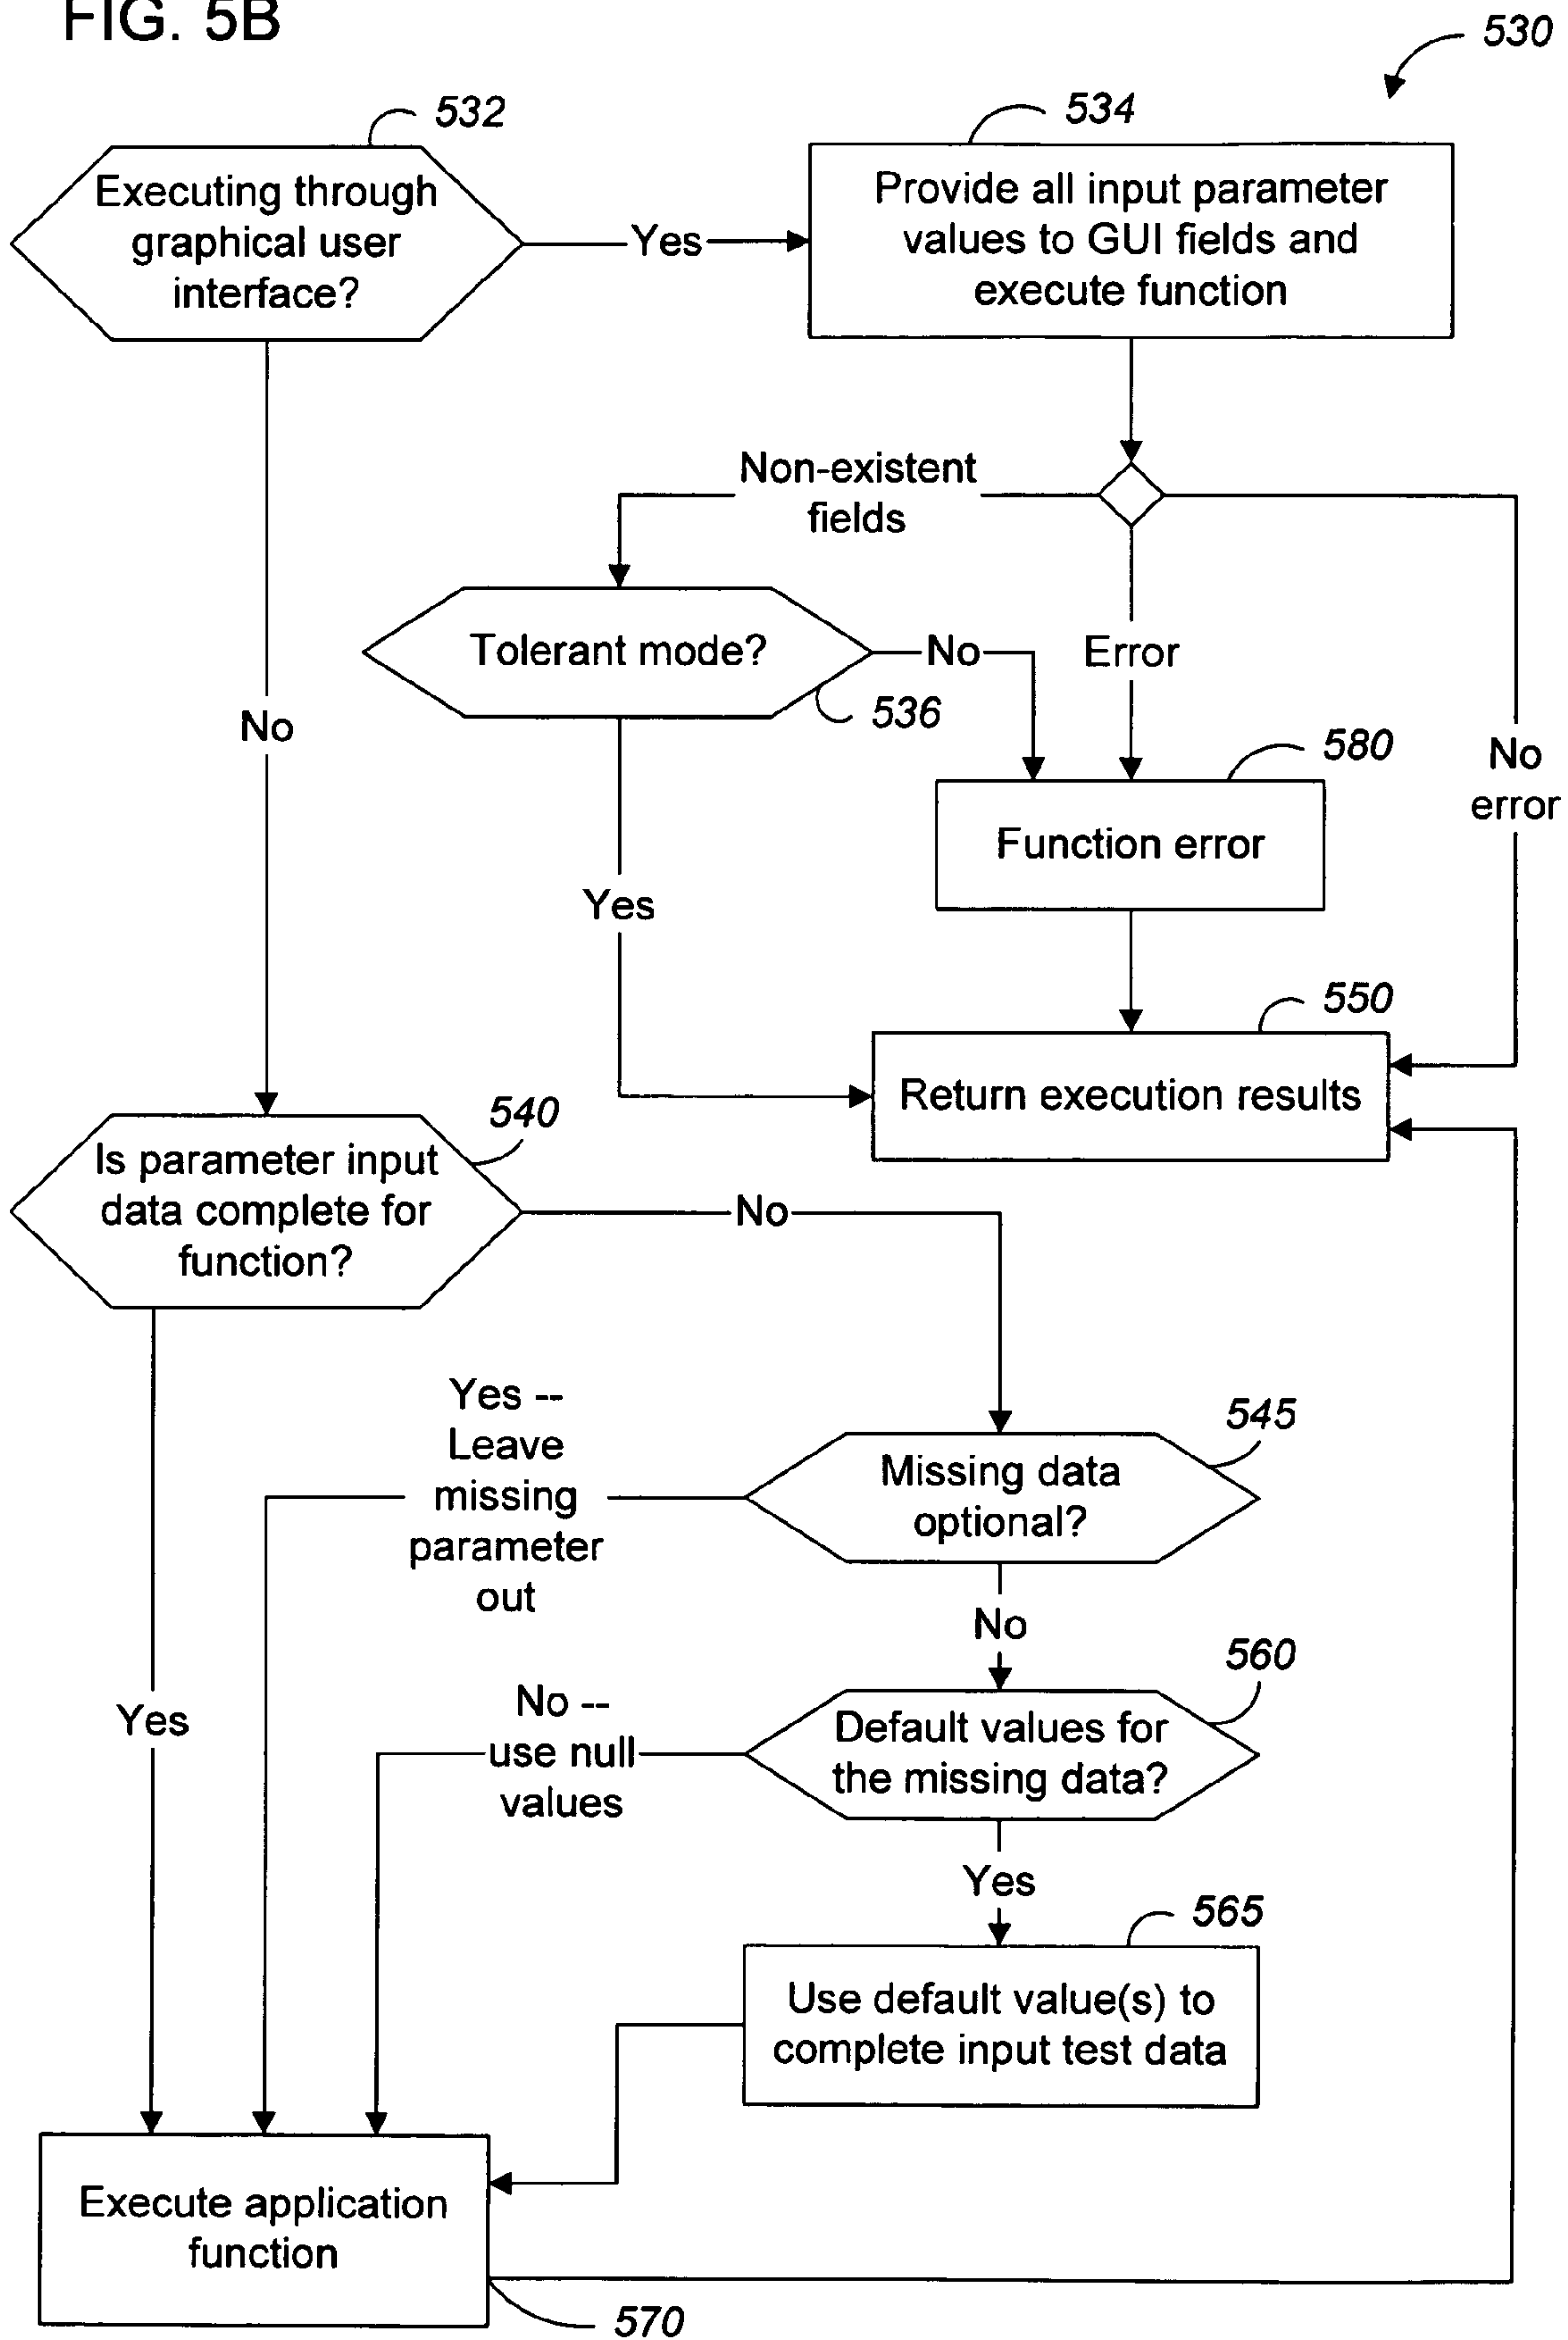 FIG. 5B
530
532
Executing through
graphical user
interface?
Yes
534
Provide all input parameter
values to GUI fields and
execute function
Non-existent
fields
Tolerant mode?
No
Error
536
580
No
error
No
Function error
Yes
550
Return execution results
540
Is parameter input
data complete for
function?
No
Yes --
Leave
missing
parameter
out
545
Missing data
optional?
No
560
Default values for
the missing data?
No --
use null
values
Yes
Yes
565
Use default value(s) to
complete input test data
Execute application
function
570